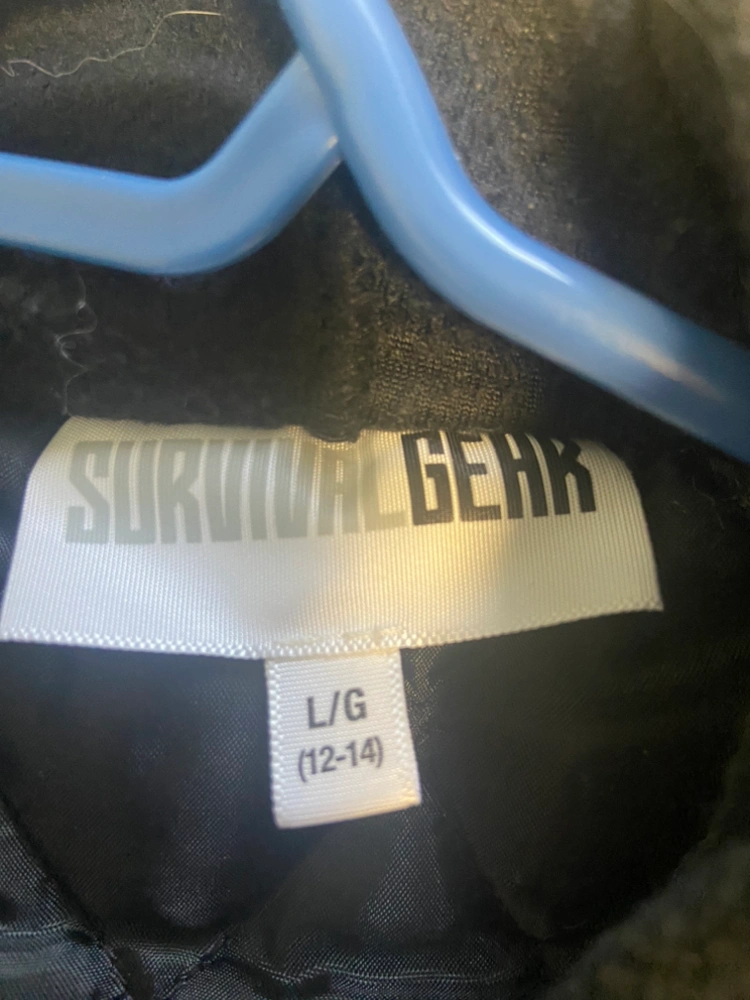 SURVIVALGEAR
L/G
(12-14)